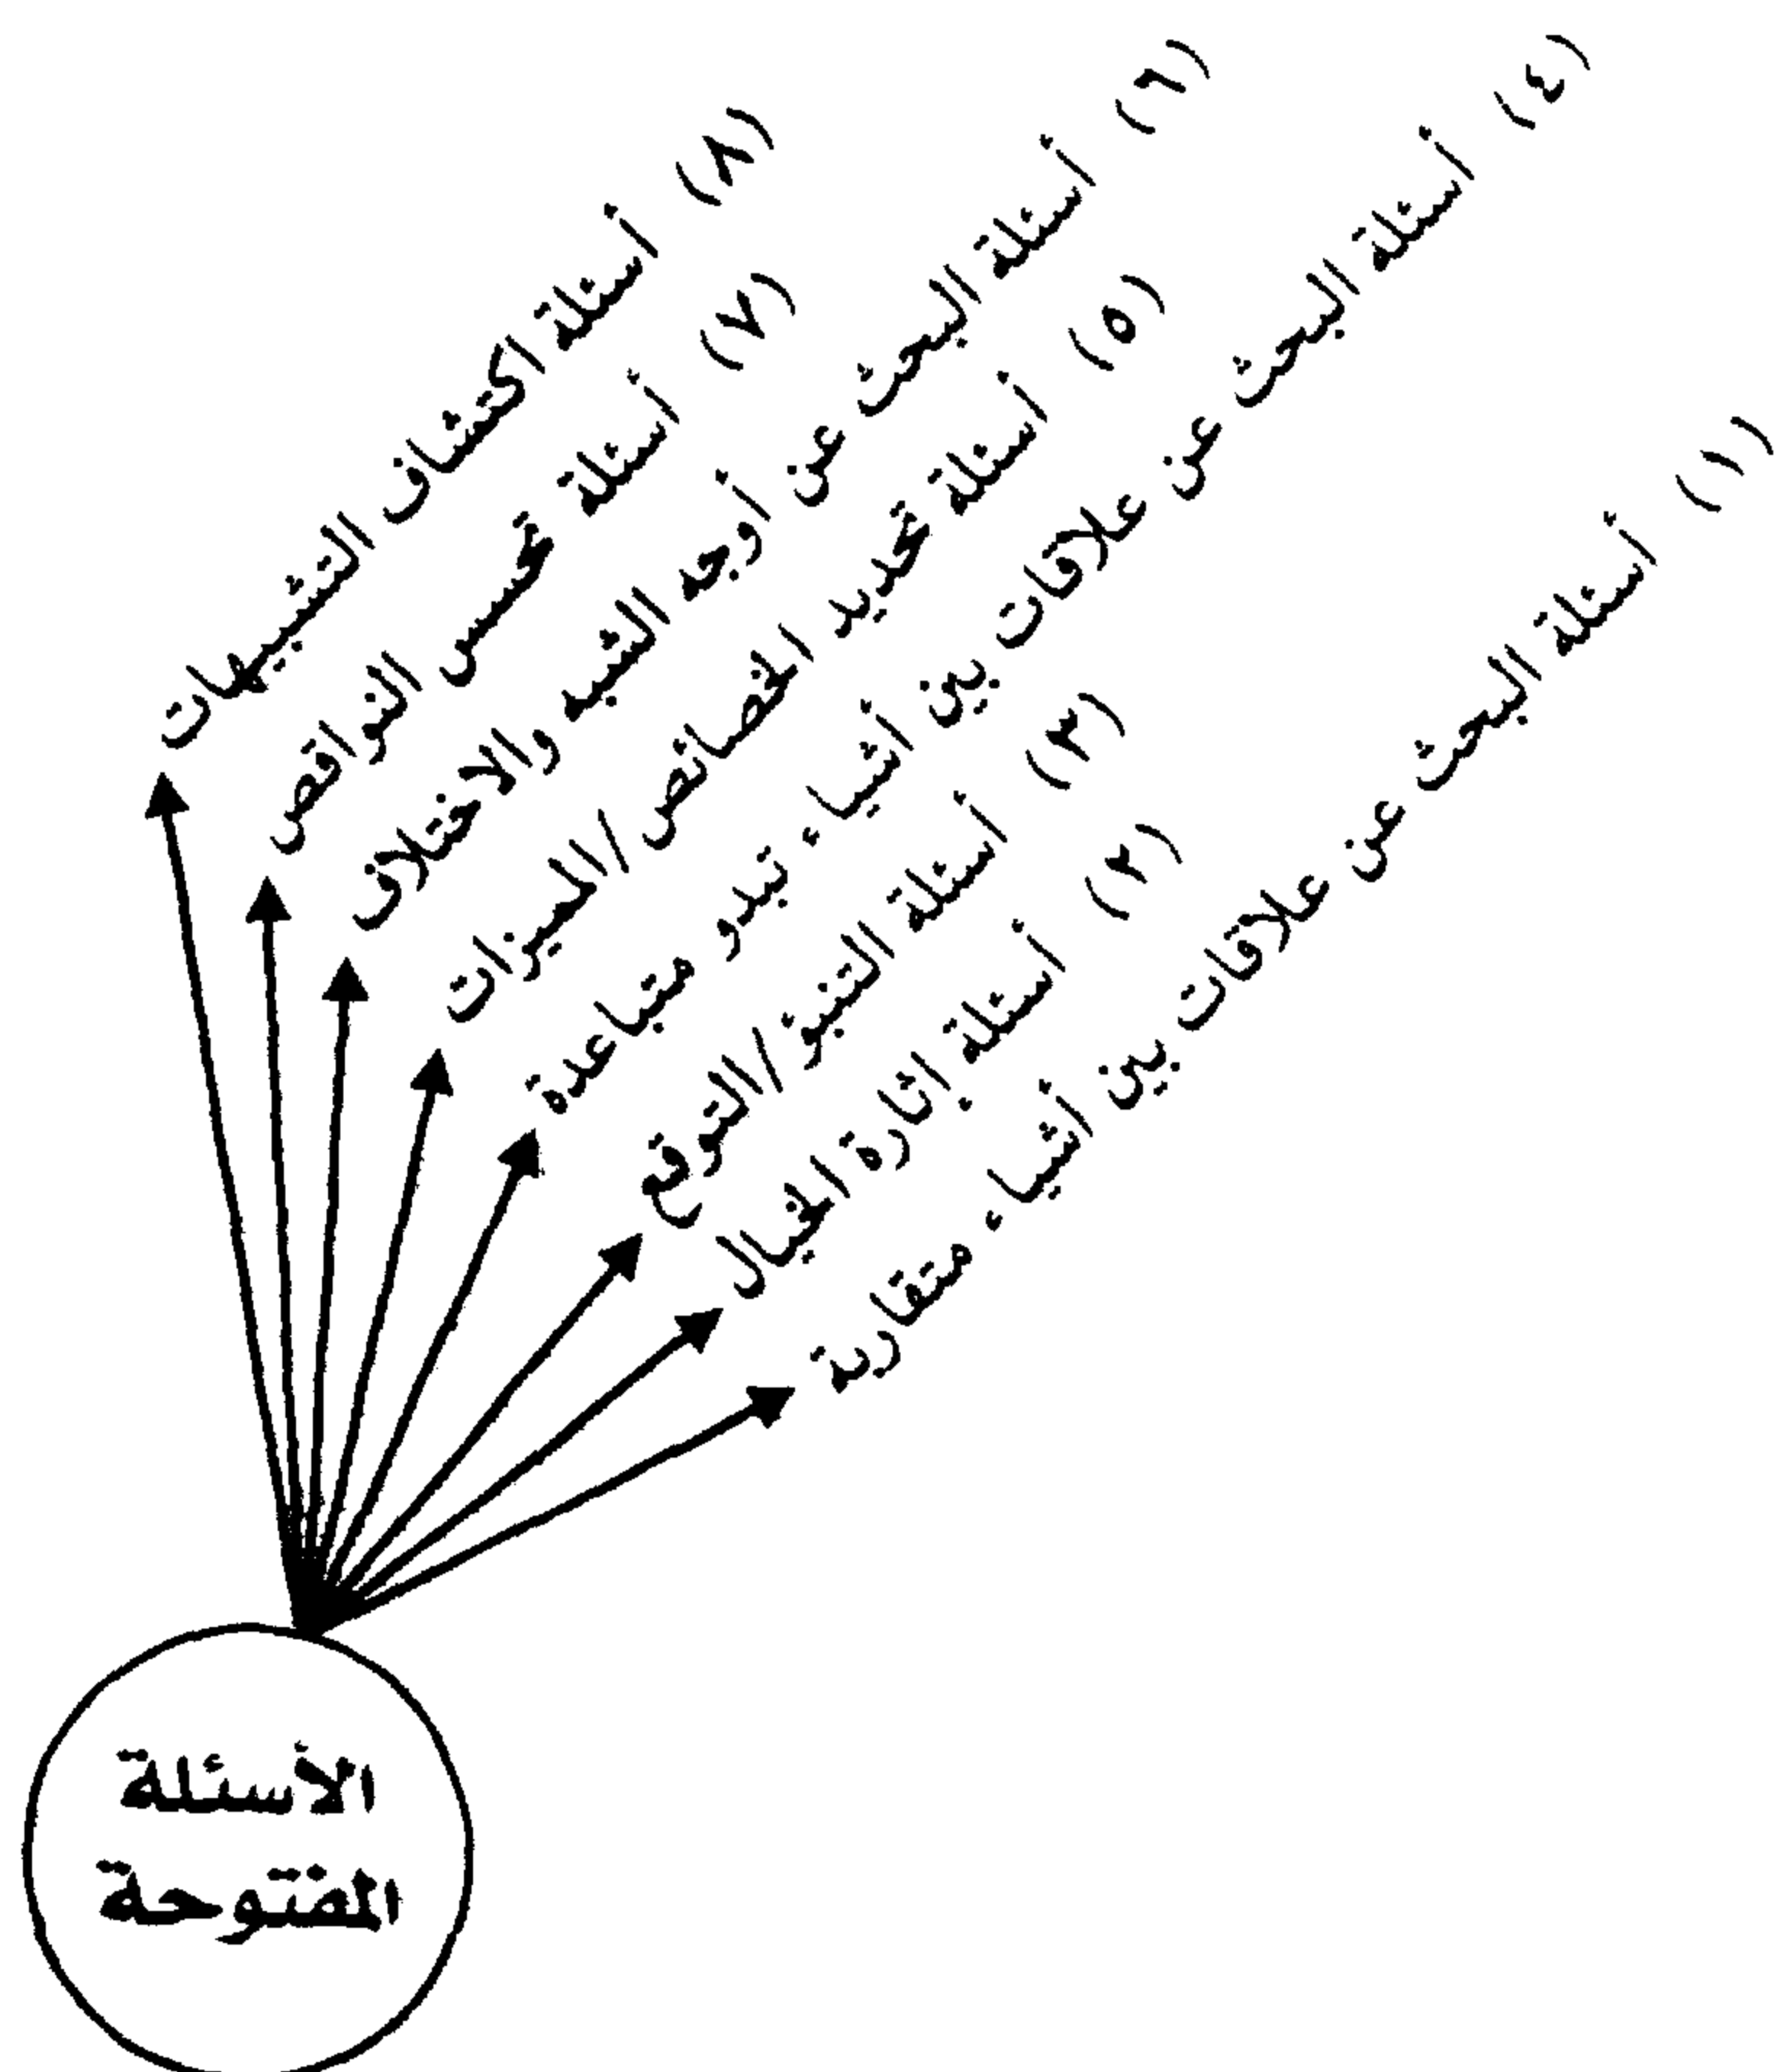 (١) أسئلة البحث عن علاقات بين أشياء متقاربة
(٢) أسئلة إثارة الخيال
(٣) أسئلة التنبؤ/التوقع
(٤) أسئلة البحث عن علاقات بين أشياء تبدو متباعدة
(٥) أسئلة تحديد الخصائص/الميزات
(٦) أسئلة البحث عن أوجه الشبه والاختلاف
(٧) أسئلة تحسس النواقص
(٨) أسئلة اكتشاف التشبيهات
الأسئلة
المفتوحة